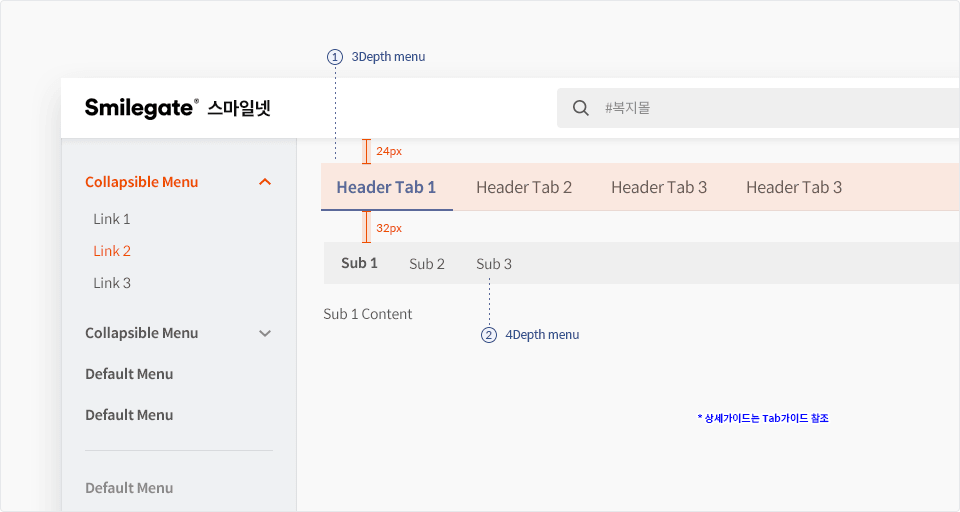 1 3Depth menu
Smilegate® 스마일넷
#복지몰
24px
Collapsible Menu
Header Tab 1 Header Tab 2 Header Tab 3 Header Tab 3
Link 1
32px
Link 2
Sub 1 Sub 2 Sub 3
Link 3
Sub 1 Content
2 4Depth menu
Collapsible Menu
Default Menu
Default Menu
* 상세가이드는 Tab가이드 참조
Default Menu